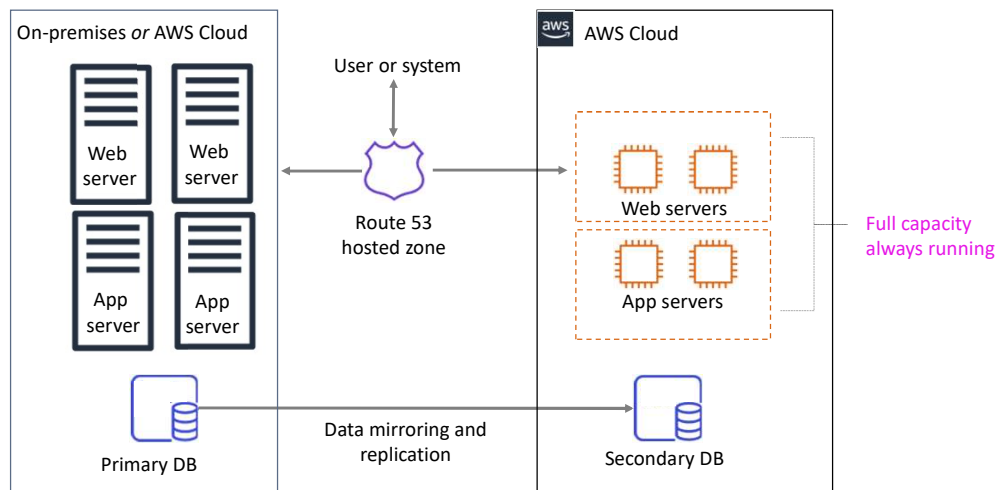 On-premises or AWS Cloud
Web
server
Web
server
App
server
App
server
Primary DB
User or system
Route 53
hosted zone
Data mirroring and
replication
aws
AWS Cloud
Web servers
App servers
Secondary DB
Full capacity
always running